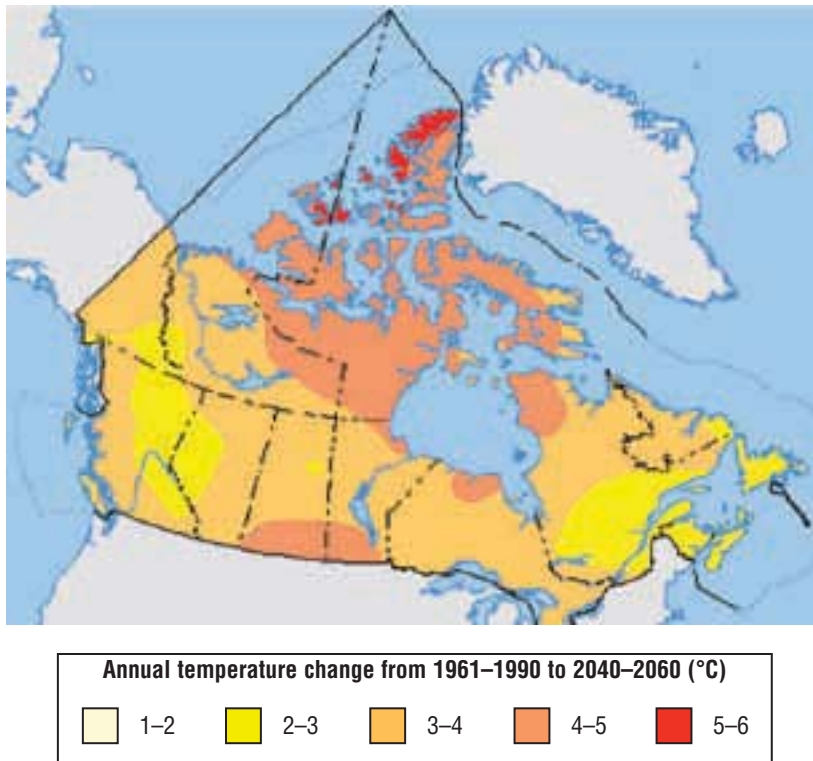 Annual temperature change from 1961–1990 to 2040–2060 (°C)
1–2 2–3 3–4 4–5 5–6